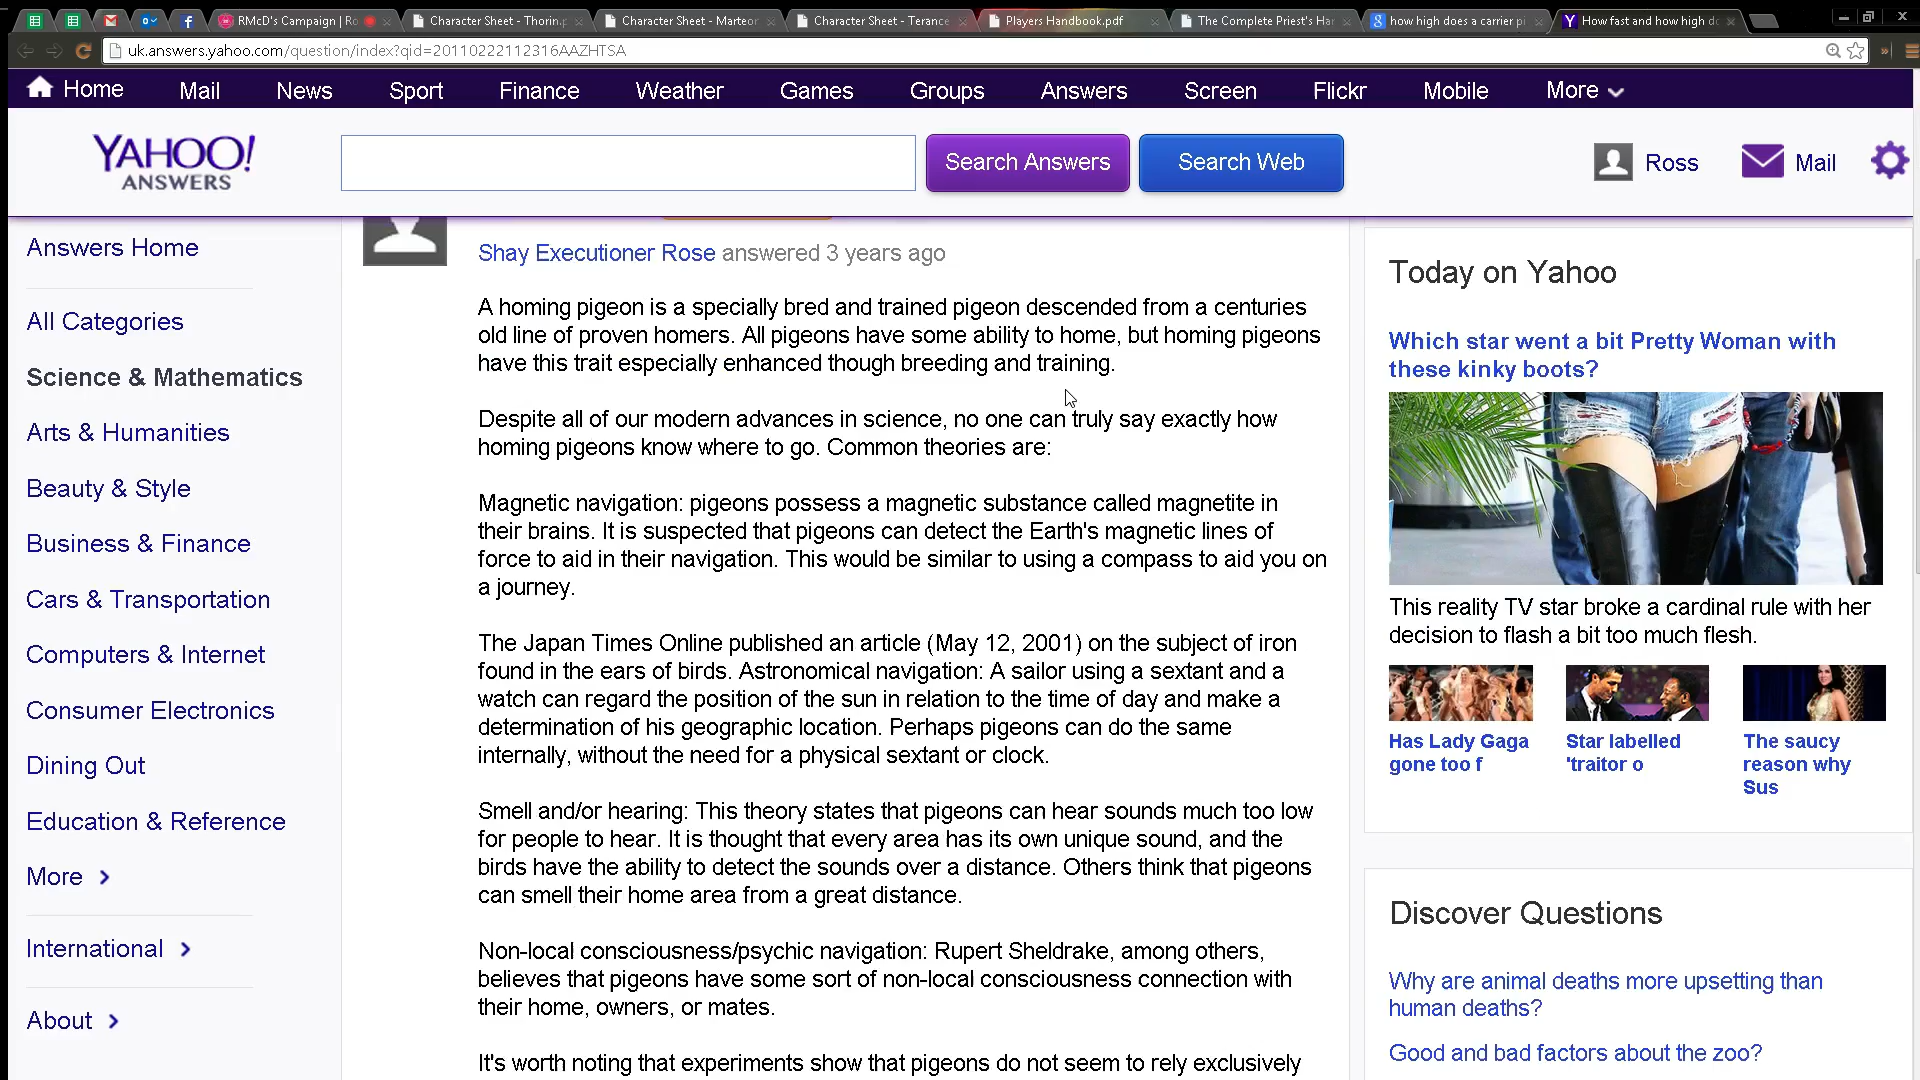 RMcD's Campaign | Ro
Character Sheet - Thorin.p
Character Sheet - Marteor
Character Sheet - Terance
Players Handbook.pdf
The Complete Priest's Han
how high does a carrier pi
How fast and how high do
uk.answers.yahoo.com/question/index?qid=20110222112316AAZHTSA
Home Mail News Sport Finance Weather Games Groups Answers Screen Flickr Mobile More
YAHOO!
ANSWERS
Search Answers
Search Web
Ross
Mail
Answers Home
All Categories
Science & Mathematics
Arts & Humanities
Beauty & Style
Business & Finance
Cars & Transportation
Computers & Internet
Consumer Electronics
Dining Out
Education & Reference
More
International
About
Shay Executioner Rose answered 3 years ago
A homing pigeon is a specially bred and trained pigeon descended from a centuries
old line of proven homers. All pigeons have some ability to home, but homing pigeons
have this trait especially enhanced though breeding and training.
Despite all of our modern advances in science, no one can truly say exactly how
homing pigeons know where to go. Common theories are:
Magnetic navigation: pigeons possess a magnetic substance called magnetite in
their brains. It is suspected that pigeons can detect the Earth's magnetic lines of
force to aid in their navigation. This would be similar to using a compass to aid you on
a journey.
The Japan Times Online published an article (May 12, 2001) on the subject of iron
found in the ears of birds. Astronomical navigation: A sailor using a sextant and a
watch can regard the position of the sun in relation to the time of day and make a
determination of his geographic location. Perhaps pigeons can do the same
internally, without the need for a physical sextant or clock.
Smell and/or hearing: This theory states that pigeons can hear sounds much too low
for people to hear. It is thought that every area has its own unique sound, and the
birds have the ability to detect the sounds over a distance. Others think that pigeons
can smell their home area from a great distance.
Non-local consciousness/psychic navigation: Rupert Sheldrake, among others,
believes that pigeons have some sort of non-local consciousness connection with
their home, owners, or mates.
It's worth noting that experiments show that pigeons do not seem to rely exclusively
Today on Yahoo
Which star went a bit Pretty Woman with
these kinky boots?
This reality TV star broke a cardinal rule with her
decision to flash a bit too much flesh.
Has Lady Gaga
gone too f
Star labelled
'traitor o
The saucy
reason why
Sus
Discover Questions
Why are animal deaths more upsetting than
human deaths?
Good and bad factors about the zoo?